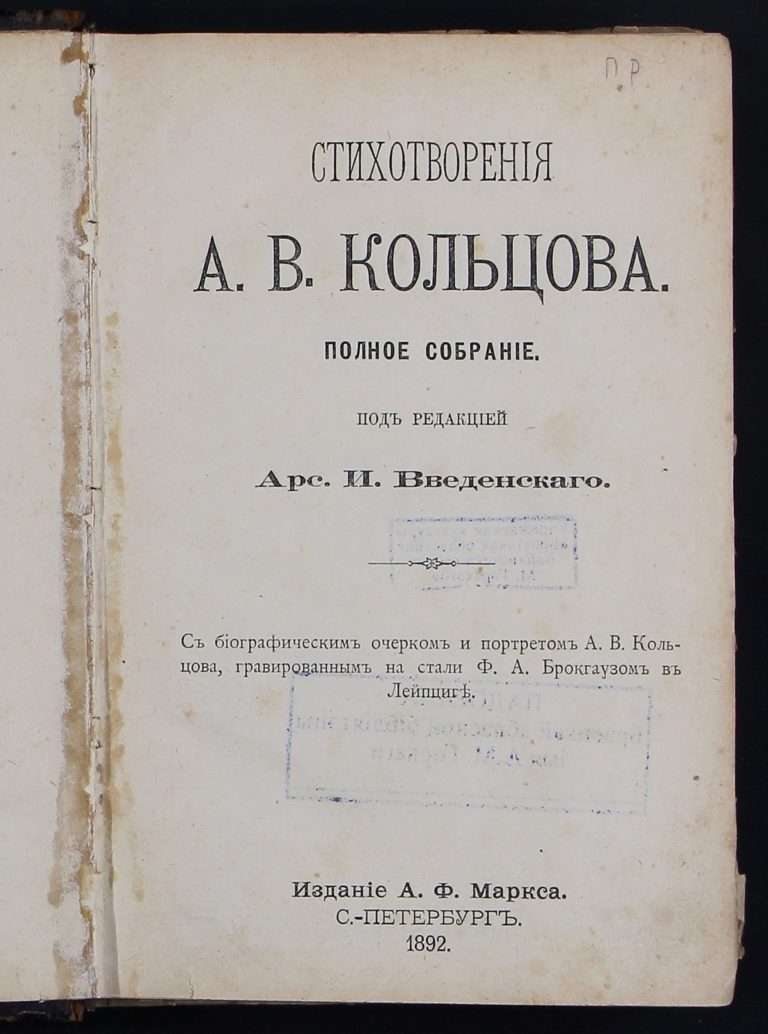 П Р
СТИХОТВОРЕНІЯ
А. В. КОЛЬЦОВА.
ПОЛНОЕ СОБРАНІЕ.
ПОДЪ РЕДАКЦІЕЙ
Арс. И. Введенскаго.
Съ біографическимъ очеркомъ и портретомъ А. В. Коль-
цова, гравированнымъ на стали Ф. А. Брокгаузомъ въ
Лейпцигѣ.
Изданіе А. Ф. Маркса.
С.-ПЕТЕРБУРГЪ.
1892.